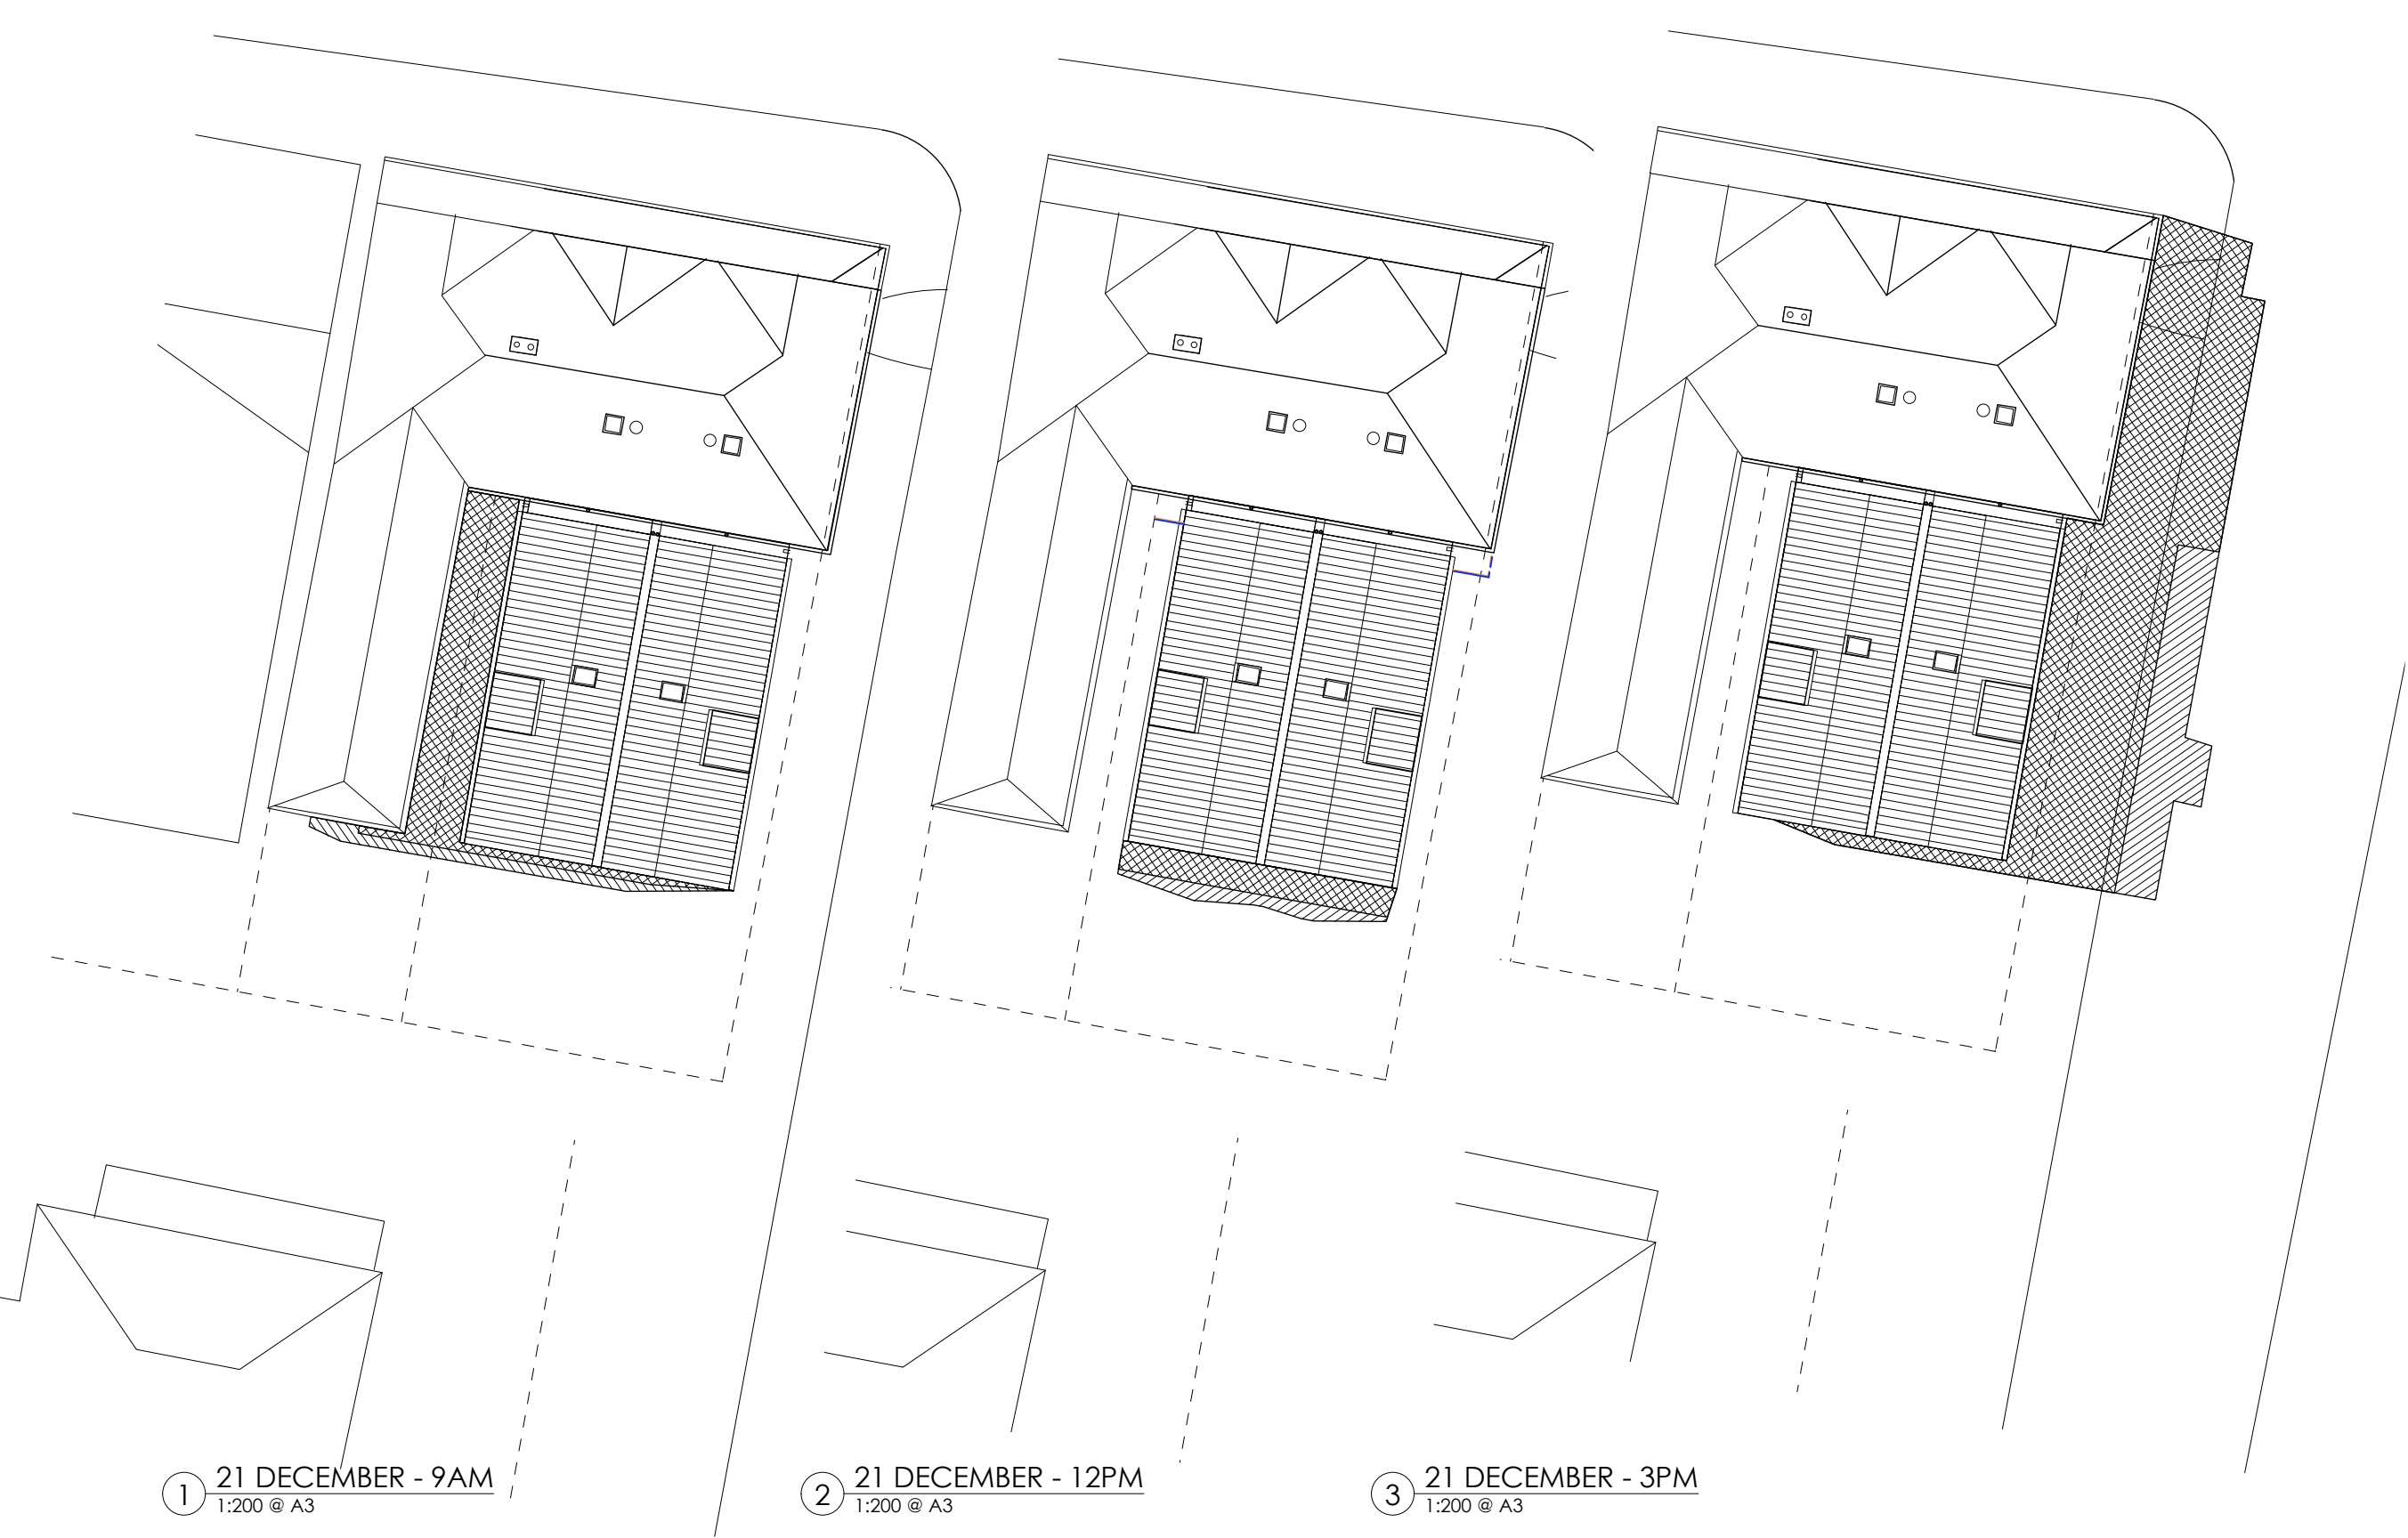 1
21 DECEMBER - 9AM
1:200 @ A3
2
21 DECEMBER - 12PM
1:200 @ A3
3
21 DECEMBER - 3PM
1:200 @ A3